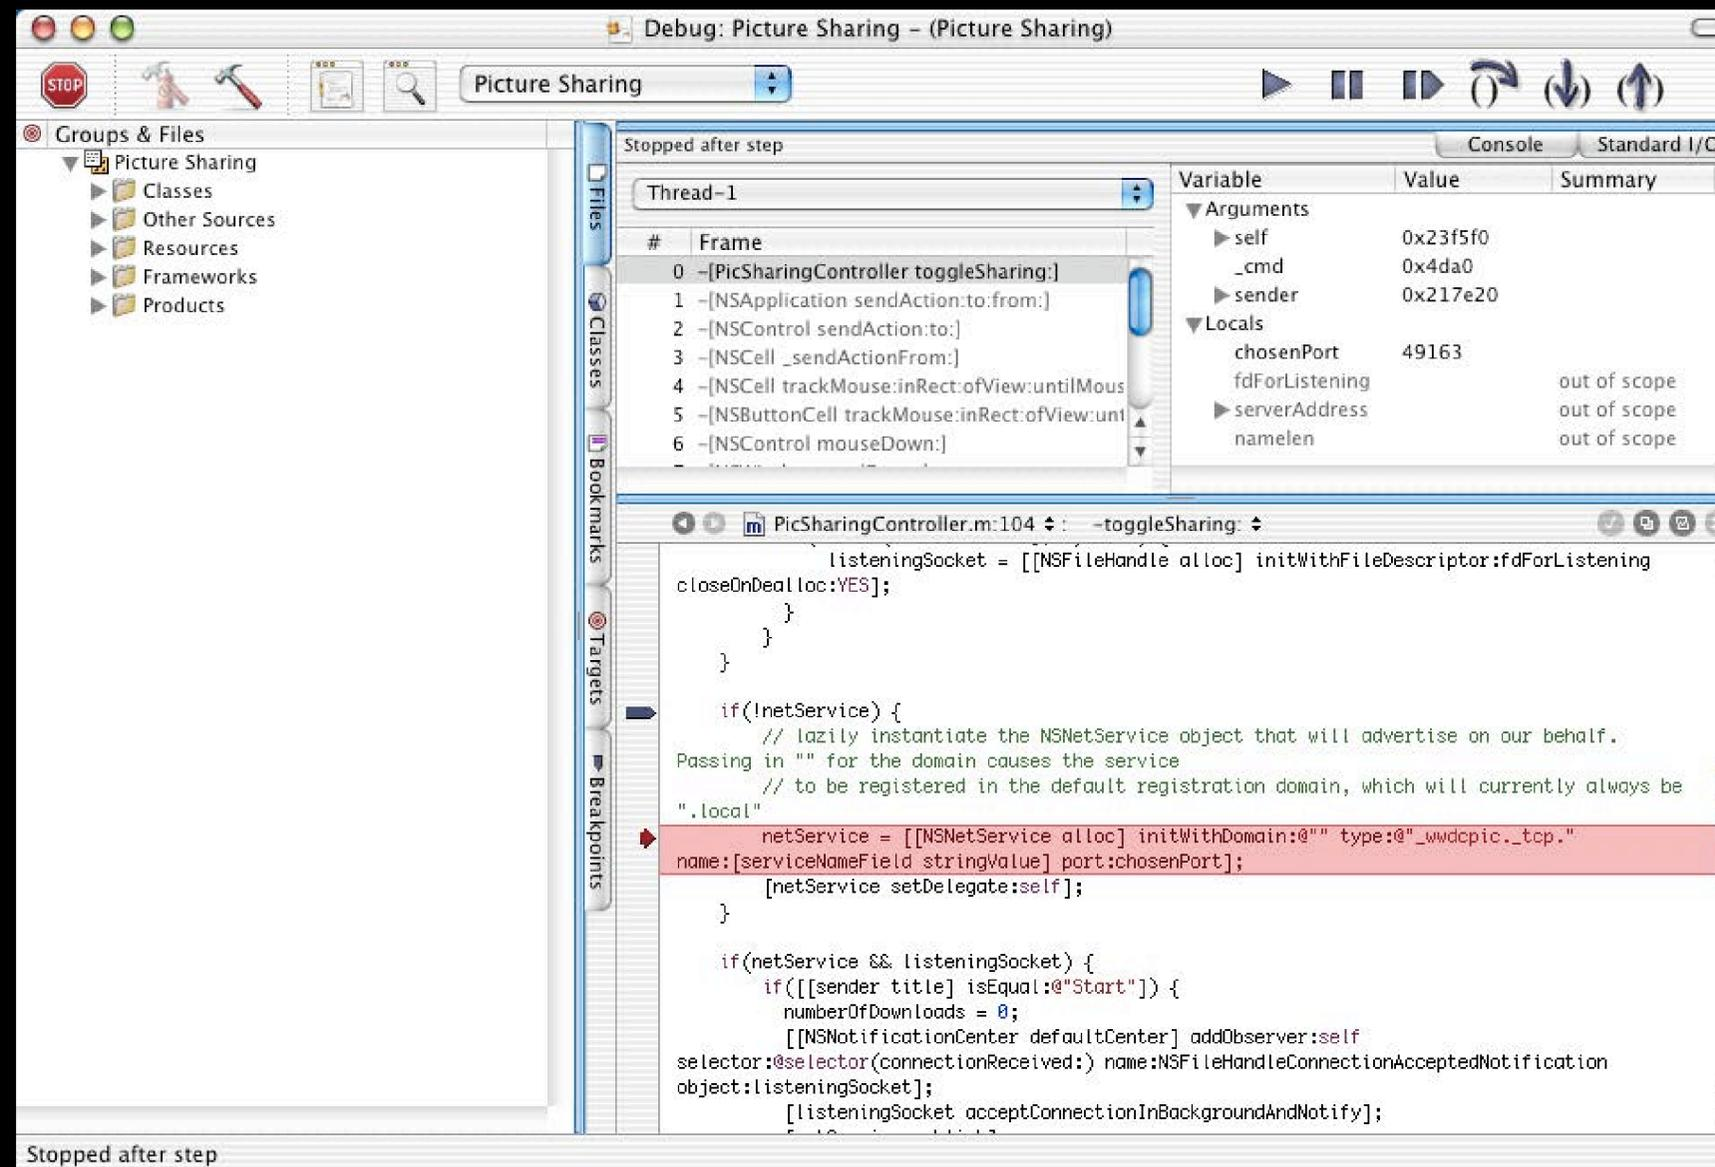 Debug: Picture Sharing – (Picture Sharing)
STOP
Picture Sharing
Groups & Files
Picture Sharing
Classes
Other Sources
Resources
Frameworks
Products
Files
Classes
Bookmarks
Targets
Breakpoints
Stopped after step
Console
Standard I/O
Thread-1
# Frame
0 -[PicSharingController toggleSharing:]
1 -[NSApplication sendAction:to:from:]
2 -[NSControl sendAction:to:]
3 -[NSCell _sendActionFrom:]
4 -[NSCell trackMouse:inRect:ofView:untilMous
5 -[NSButtonCell trackMouse:inRect:ofView:unt
6 -[NSControl mouseDown:]
Variable Value Summary
Arguments
self 0x23f5f0
_cmd 0x4da0
sender 0x217e20
Locals
chosenPort 49163
fdForListening out of scope
serverAddress out of scope
namelen out of scope
PicSharingController.m:104 : -toggleSharing:
listeningSocket = [[NSFileHandle alloc] initWithFileDescriptor:fdForListening
closeOnDealloc:YES];
}
}
}
if(!netService) {
// lazily instantiate the NSNetService object that will advertise on our behalf.
Passing in "" for the domain causes the service
// to be registered in the default registration domain, which will currently always be
".local"
netService = [[NSNetService alloc] initWithDomain:@"" type:@"_wwdcpic._tcp."
name:[serviceNameField stringValue] port:chosenPort];
[netService setDelegate:self];
}
if(netService && listeningSocket) {
if([[sender title] isEqual:@"Start"]) {
numberOfDownloads = 0;
[[NSNotificationCenter defaultCenter] addObserver:self
selector:@selector(connectionReceived:) name:NSFileHandleConnectionAcceptedNotification
object:listeningSocket];
[listeningSocket acceptConnectionInBackgroundAndNotify];
Stopped after step